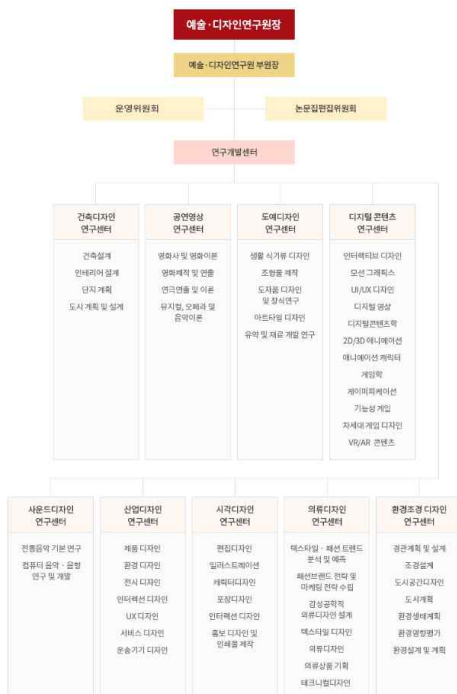 예술·디자인연구원장
예술·디자인연구원 부원장
운영위원회
논문집편집위원회
연구개발센터
건축디자인
연구센터
건축설계
인테리어 설계
단지 계획
도시 계획 및 설계
공연영상
연구센터
영화사 및 영화이론
영화제작 및 연출
연극연출 및 이론
뮤지컬, 오페라 및
음악이론
도예디자인
연구센터
생활 식기류 디자인
조형물 제작
도자품 디자인
및 장식연구
아트타일 디자인
유약 및 재료 개발 연구
디지털 콘텐츠
연구센터
인터랙티브 디자인
모션 그래픽스
UI/UX 디자인
디지털 영상
디지털콘텐츠학
2D/3D 애니메이션
애니메이션 캐릭터
게임학
게이미피케이션
기능성 게임
차세대 게임 디자인
VR/AR 콘텐츠
사운드디자인
연구센터
전통음악 기본 연구
컴퓨터 음악·음향
연구 및 개발
산업디자인
연구센터
제품 디자인
환경 디자인
전시 디자인
인터랙션 디자인
UX 디자인
서비스 디자인
운송기기 디자인
시각디자인
연구센터
편집디자인
일러스트레이션
캐릭터디자인
포장디자인
인터랙션 디자인
홍보 디자인 및
인쇄물 제작
의류디자인
연구센터
텍스타일·패션 트렌드
분석 및 예측
패션브랜드 전략 및
마케팅 전략 수립
감성공학적
의류디자인 설계
텍스타일 디자인
의류디자인
의류상품 기획
테크니컬디자인
환경조경 디자인
연구센터
경관계획 및 설계
조경설계
도시공간디자인
도시계획
환경생태계획
환경영향평가
환경설계 및 계획